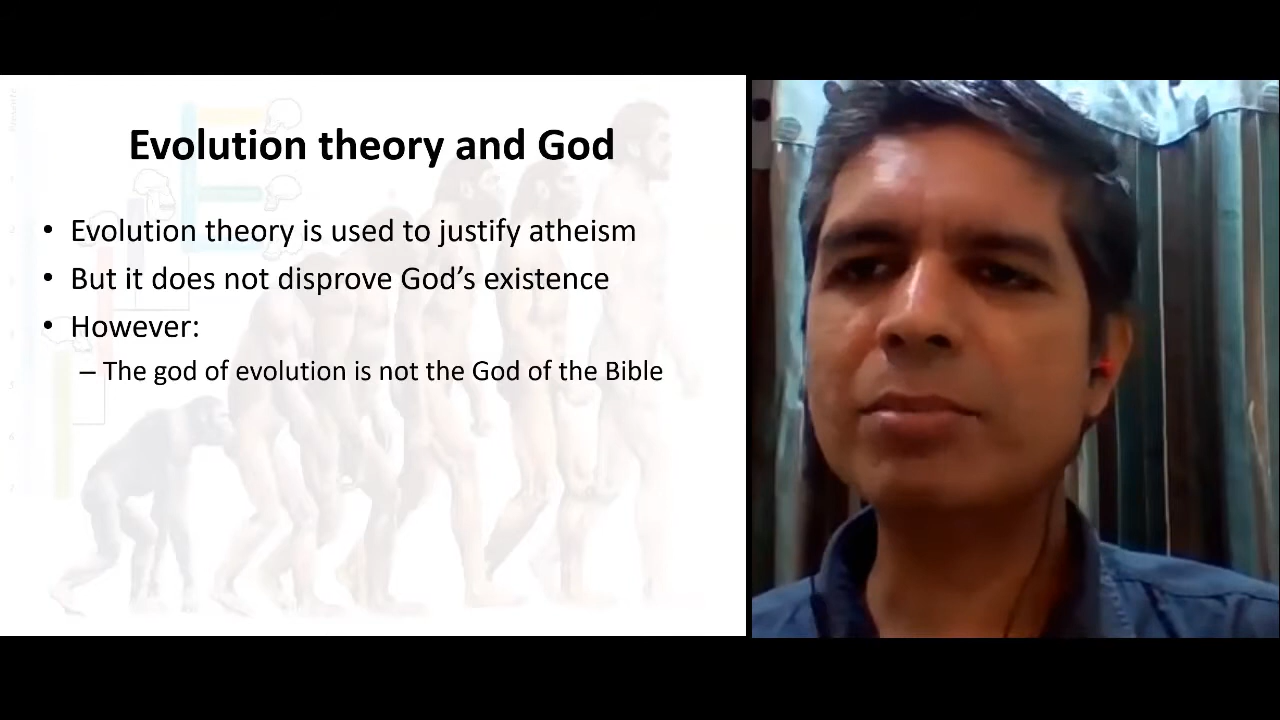 Evolution theory and God
• Evolution theory is used to justify atheism
• But it does not disprove God’s existence
• However:
– The god of evolution is not the God of the Bible